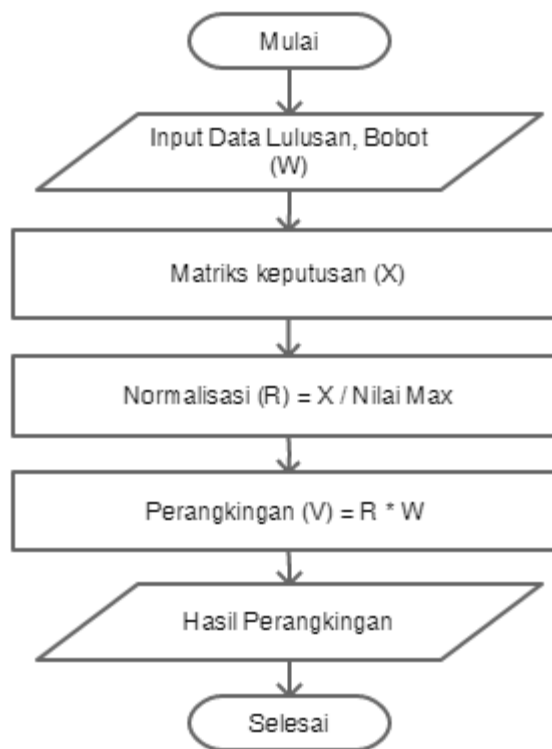 Mulai
Input Data Lulusan, Bobot
(W)
Matriks keputusan (X)
Normalisasi (R) = X / Nilai Max
Perangkingan (V) = R * W
Hasil Perangkingan
Selesai